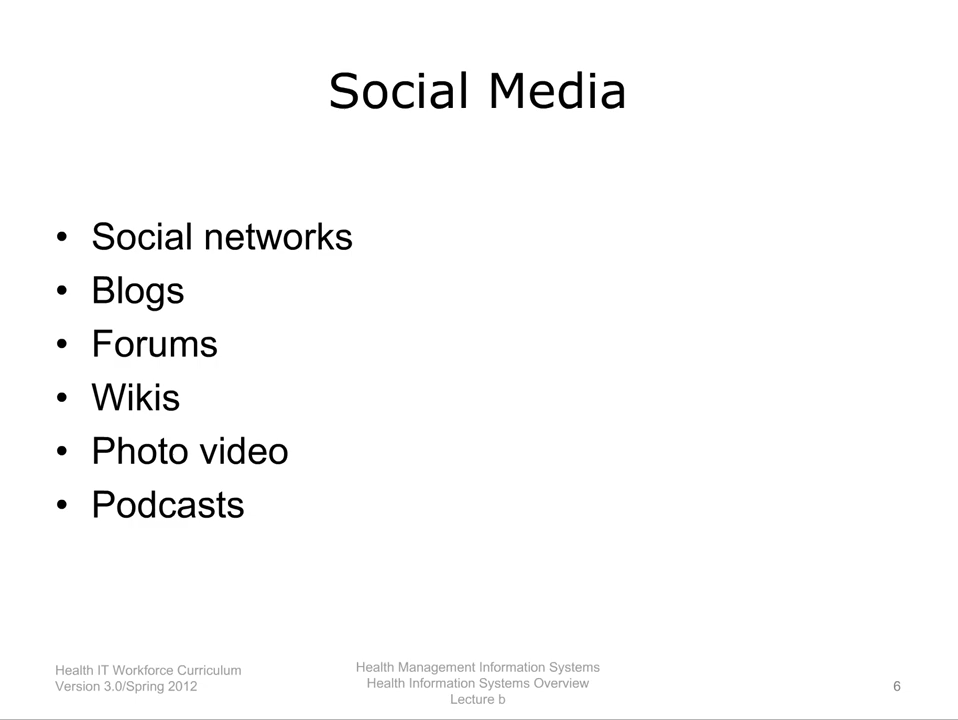 Social Media
• Social networks
• Blogs
• Forums
• Wikis
• Photo video
• Podcasts
Health IT Workforce Curriculum
Version 3.0/Spring 2012
Health Management Information Systems
Health Information Systems Overview
Lecture b
6